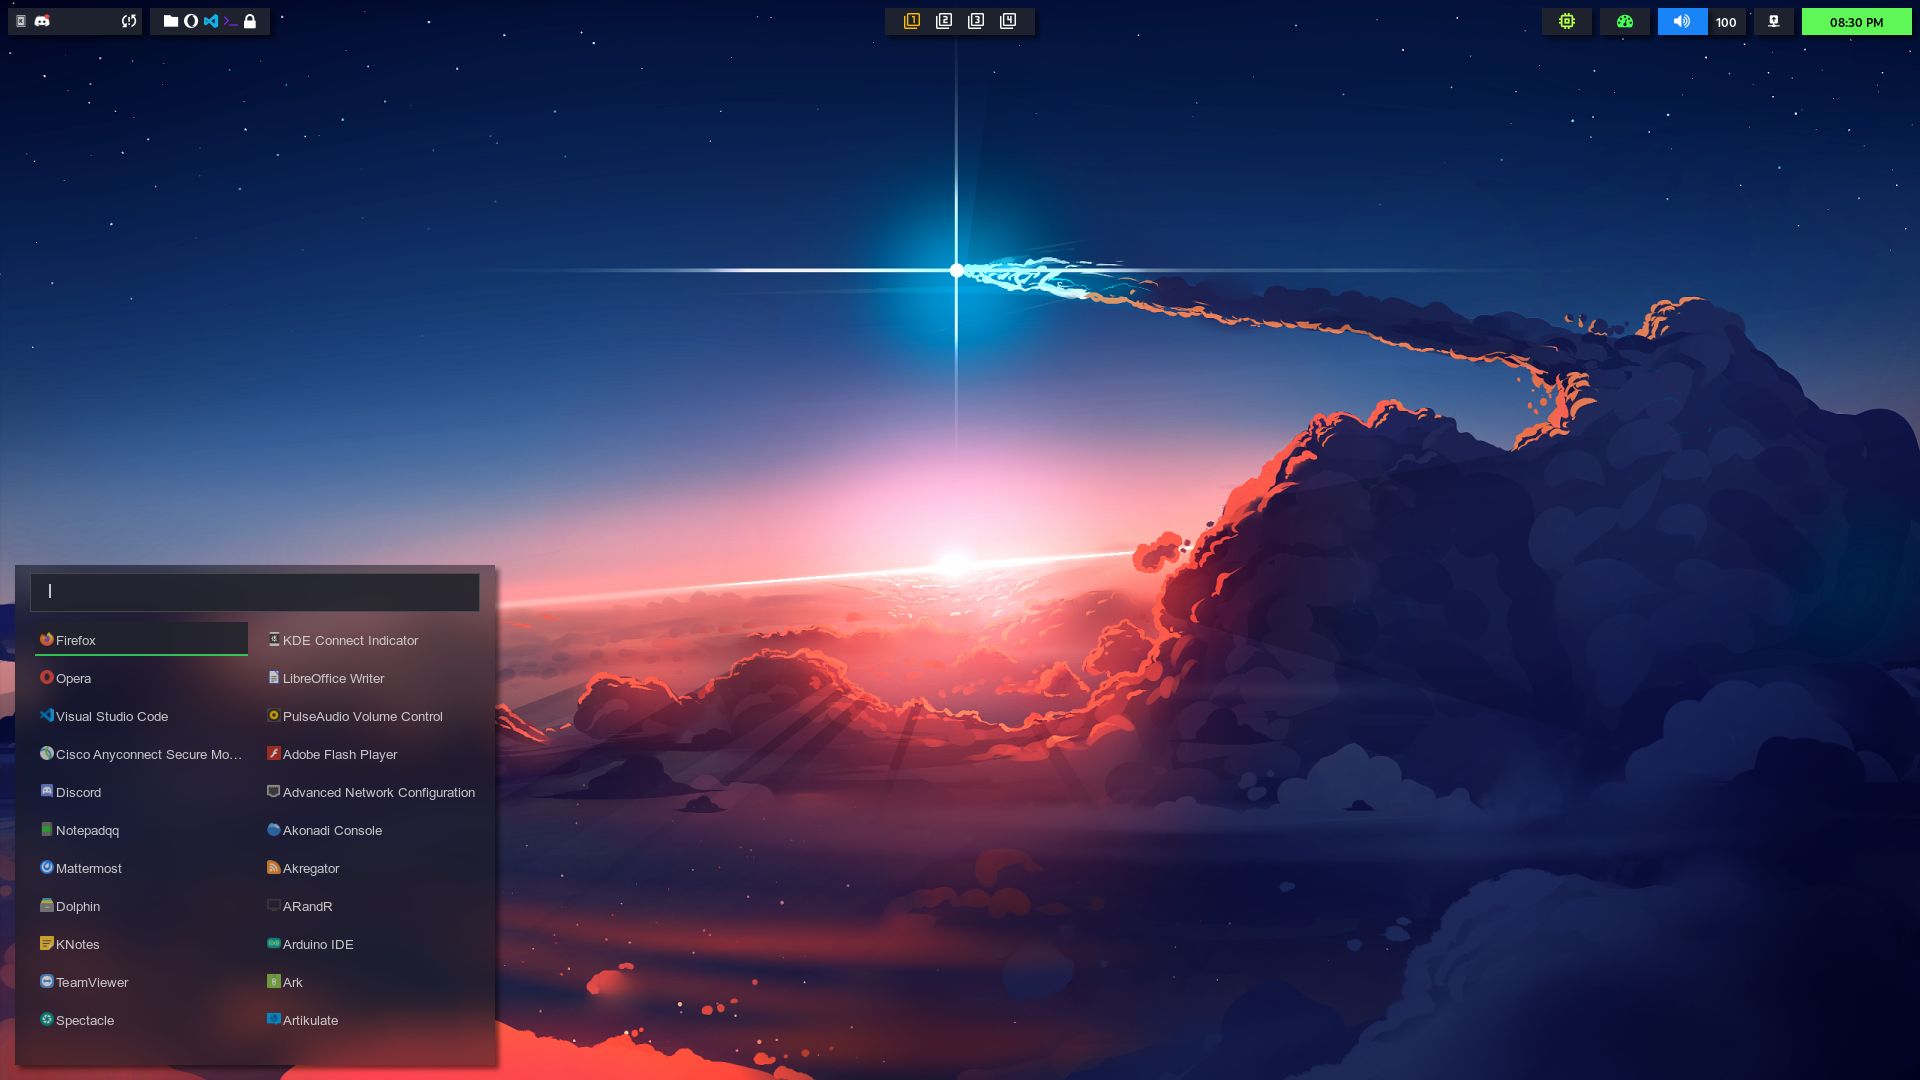 1
2
3
4
100
08:30 PM
Firefox
Opera
Visual Studio Code
Cisco Anyconnect Secure Mo...
Discord
Notepadqq
Mattermost
Dolphin
KNotes
TeamViewer
Spectacle
KDE Connect Indicator
LibreOffice Writer
PulseAudio Volume Control
Adobe Flash Player
Advanced Network Configuration
Akonadi Console
Akregator
ARandR
Arduino IDE
Ark
Artikulate